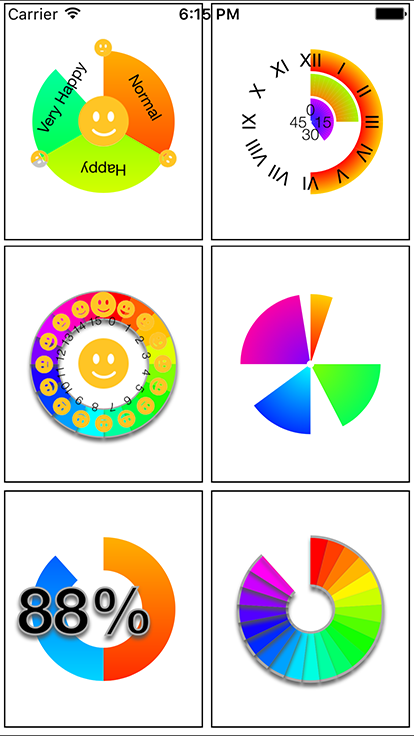 Carrier 6:15 PM
Very Happy
Normal
Happy
XII
I
II
III
IV
V
VI
VII
VIII
IX
X
XI
0
15
30
45
0
1
2
3
4
5
6
7
8
9
10
11
12
13
14
15
88%